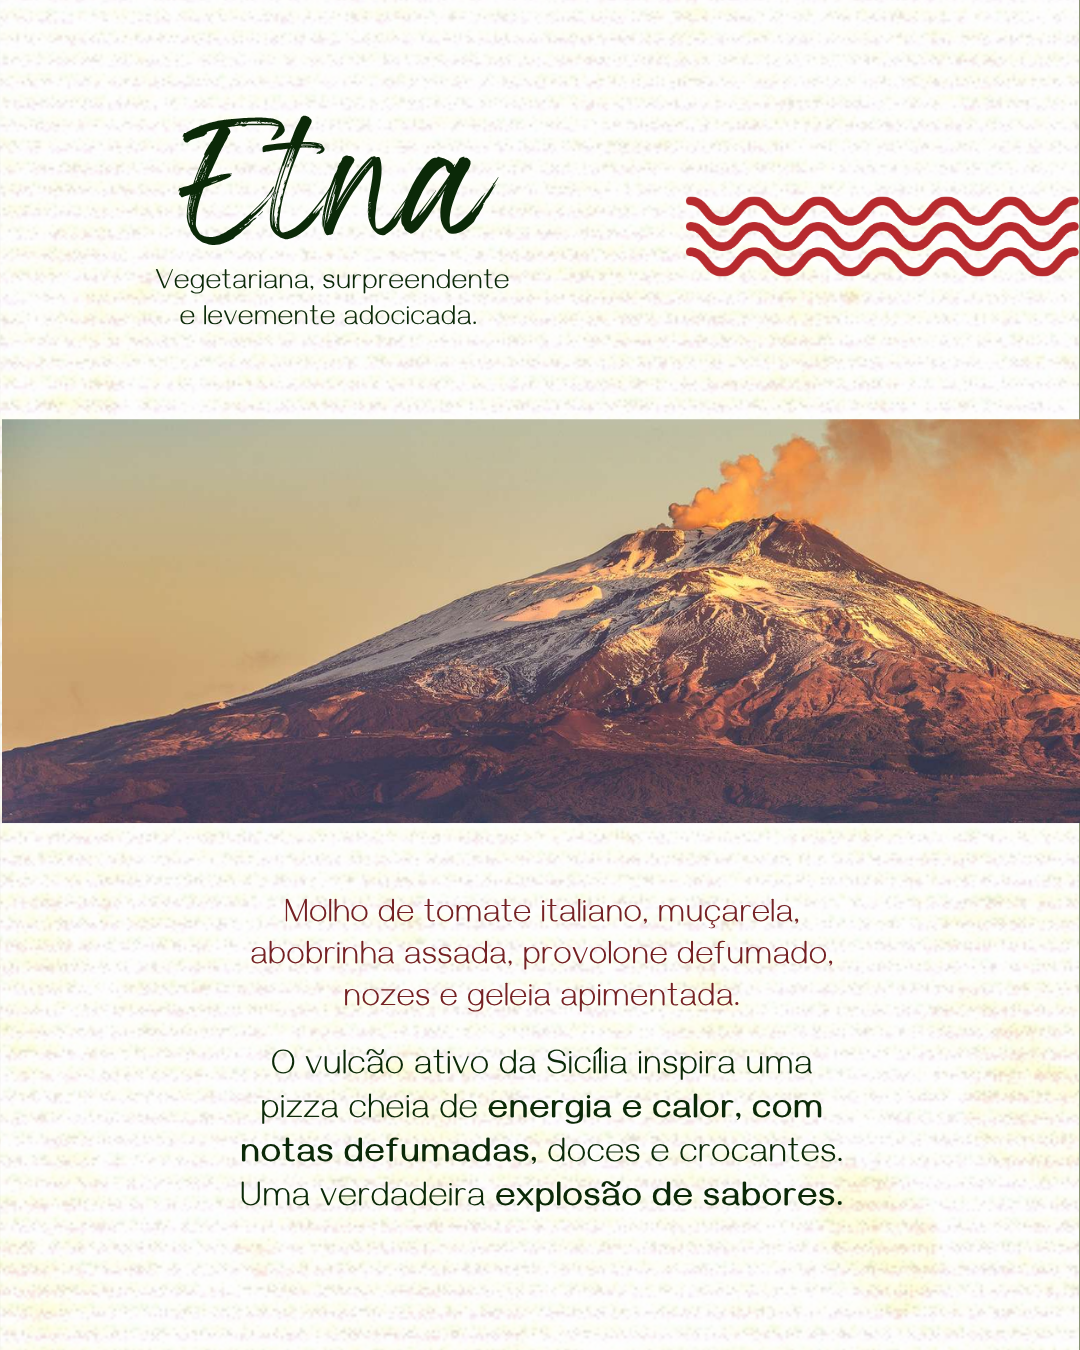 Etna
Vegetariana, surpreendente
e levemente adocicada.
Molho de tomate italiano, muçarela,
abobrinha assada, provolone defumado,
nozes e geleia apimentada.
O vulcão ativo da Sicília inspira uma
pizza cheia de energia e calor, com
notas defumadas, doces e crocantes.
Uma verdadeira explosão de sabores.